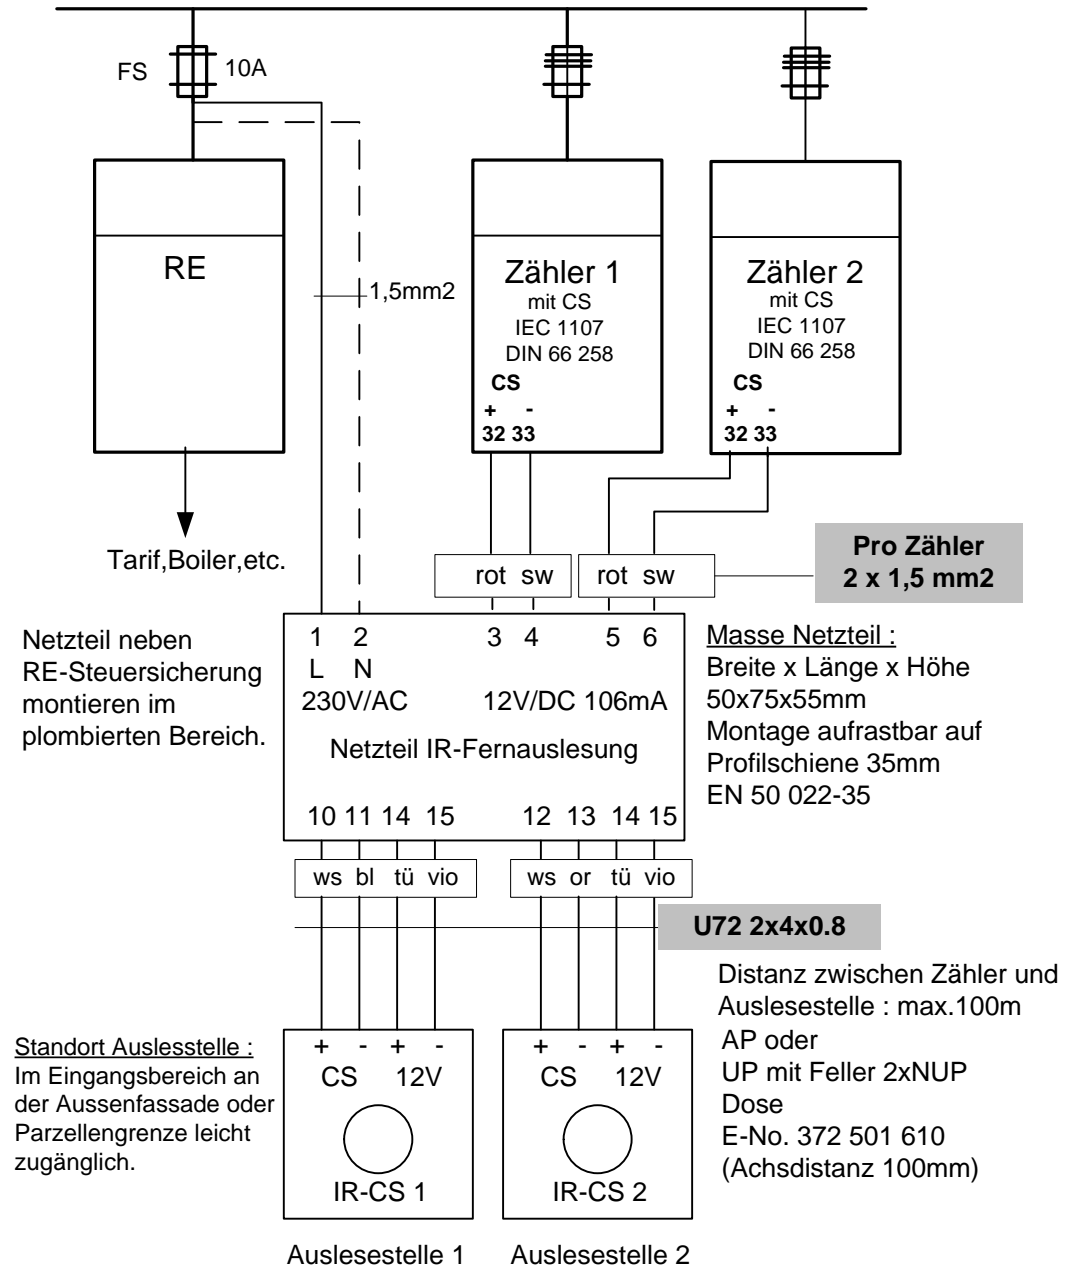 FS 10A
RE
Tarif,Boiler,etc.
1,5mm2
Zähler 1
mit CS
IEC 1107
DIN 66 258
CS
+ -
32 33
Zähler 2
mit CS
IEC 1107
DIN 66 258
CS
+ -
32 33
rot sw
rot sw
Pro Zähler
2 x 1,5 mm2
Netzteil neben
RE-Steuersicherung
montieren im
plombierten Bereich.
1 2 3 4 5 6
L N
230V/AC 12V/DC 106mA
Netzteil IR-Fernauslesung
10 11 14 15 12 13 14 15
Masse Netzteil :
Breite x Länge x Höhe
50x75x55mm
Montage aufrastbar auf
Profilschiene 35mm
EN 50 022-35
ws bl tü vio
ws or tü vio
U72 2x4x0.8
Distanz zwischen Zähler und
Auslesestelle : max.100m
AP oder
UP mit Feller 2xNUP
Dose
E-No. 372 501 610
(Achsdistanz 100mm)
Standort Auslesstelle :
Im Eingangsbereich an
der Aussenfassade oder
Parzellengrenze leicht
zugänglich.
+ - + -
CS 12V
IR-CS 1
Auslesestelle 1
+ - + -
CS 12V
IR-CS 2
Auslesestelle 2